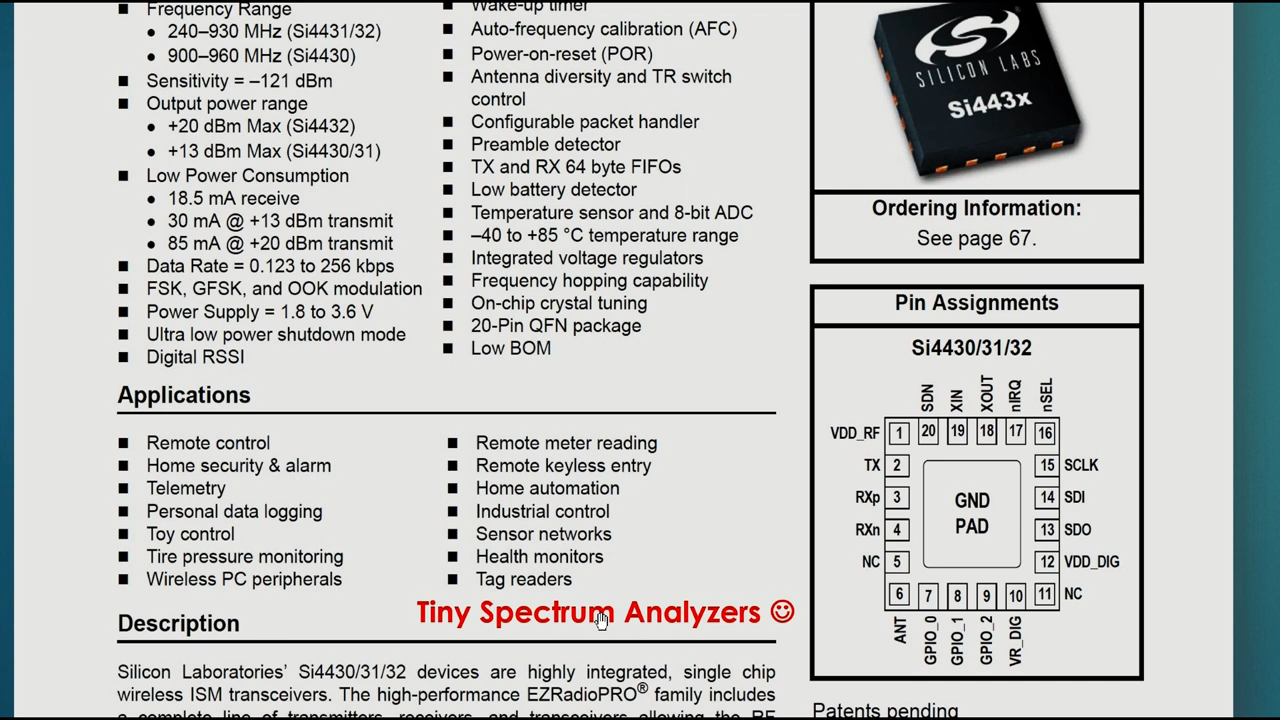 Frequency Range
240–930 MHz (Si4431/32)
900–960 MHz (Si4430)
Sensitivity = –121 dBm
Output power range
+20 dBm Max (Si4432)
+13 dBm Max (Si4430/31)
Low Power Consumption
18.5 mA receive
30 mA @ +13 dBm transmit
85 mA @ +20 dBm transmit
Data Rate = 0.123 to 256 kbps
FSK, GFSK, and OOK modulation
Power Supply = 1.8 to 3.6 V
Ultra low power shutdown mode
Digital RSSI
Wake-up timer
Auto-frequency calibration (AFC)
Power-on-reset (POR)
Antenna diversity and TR switch
control
Configurable packet handler
Preamble detector
TX and RX 64 byte FIFOs
Low battery detector
Temperature sensor and 8-bit ADC
–40 to +85 °C temperature range
Integrated voltage regulators
Frequency hopping capability
On-chip crystal tuning
20-Pin QFN package
Low BOM
Applications
Remote control
Home security & alarm
Telemetry
Personal data logging
Toy control
Tire pressure monitoring
Wireless PC peripherals
Remote meter reading
Remote keyless entry
Home automation
Industrial control
Sensor networks
Health monitors
Tag readers
Tiny Spectrum Analyzers ☺
Description
Silicon Laboratories' Si4430/31/32 devices are highly integrated, single chip
wireless ISM transceivers. The high-performance EZRadioPRO® family includes
a complete line of transmitters, receivers, and transceivers allowing the RF
SILICON LABS
Si443x
Ordering Information:
See page 67.
Pin Assignments
Si4430/31/32
SDN XIN XOUT nIRQ nSEL
VDD_RF 1 20 19 18 17 16
TX 2 15 SCLK
RXp 3 14 SDI
GND
PAD
RXn 4 13 SDO
NC 5 12 VDD_DIG
6 7 8 9 10 11 NC
ANT GPIO_0 GPIO_1 GPIO_2 VR_DIG
Patents pending